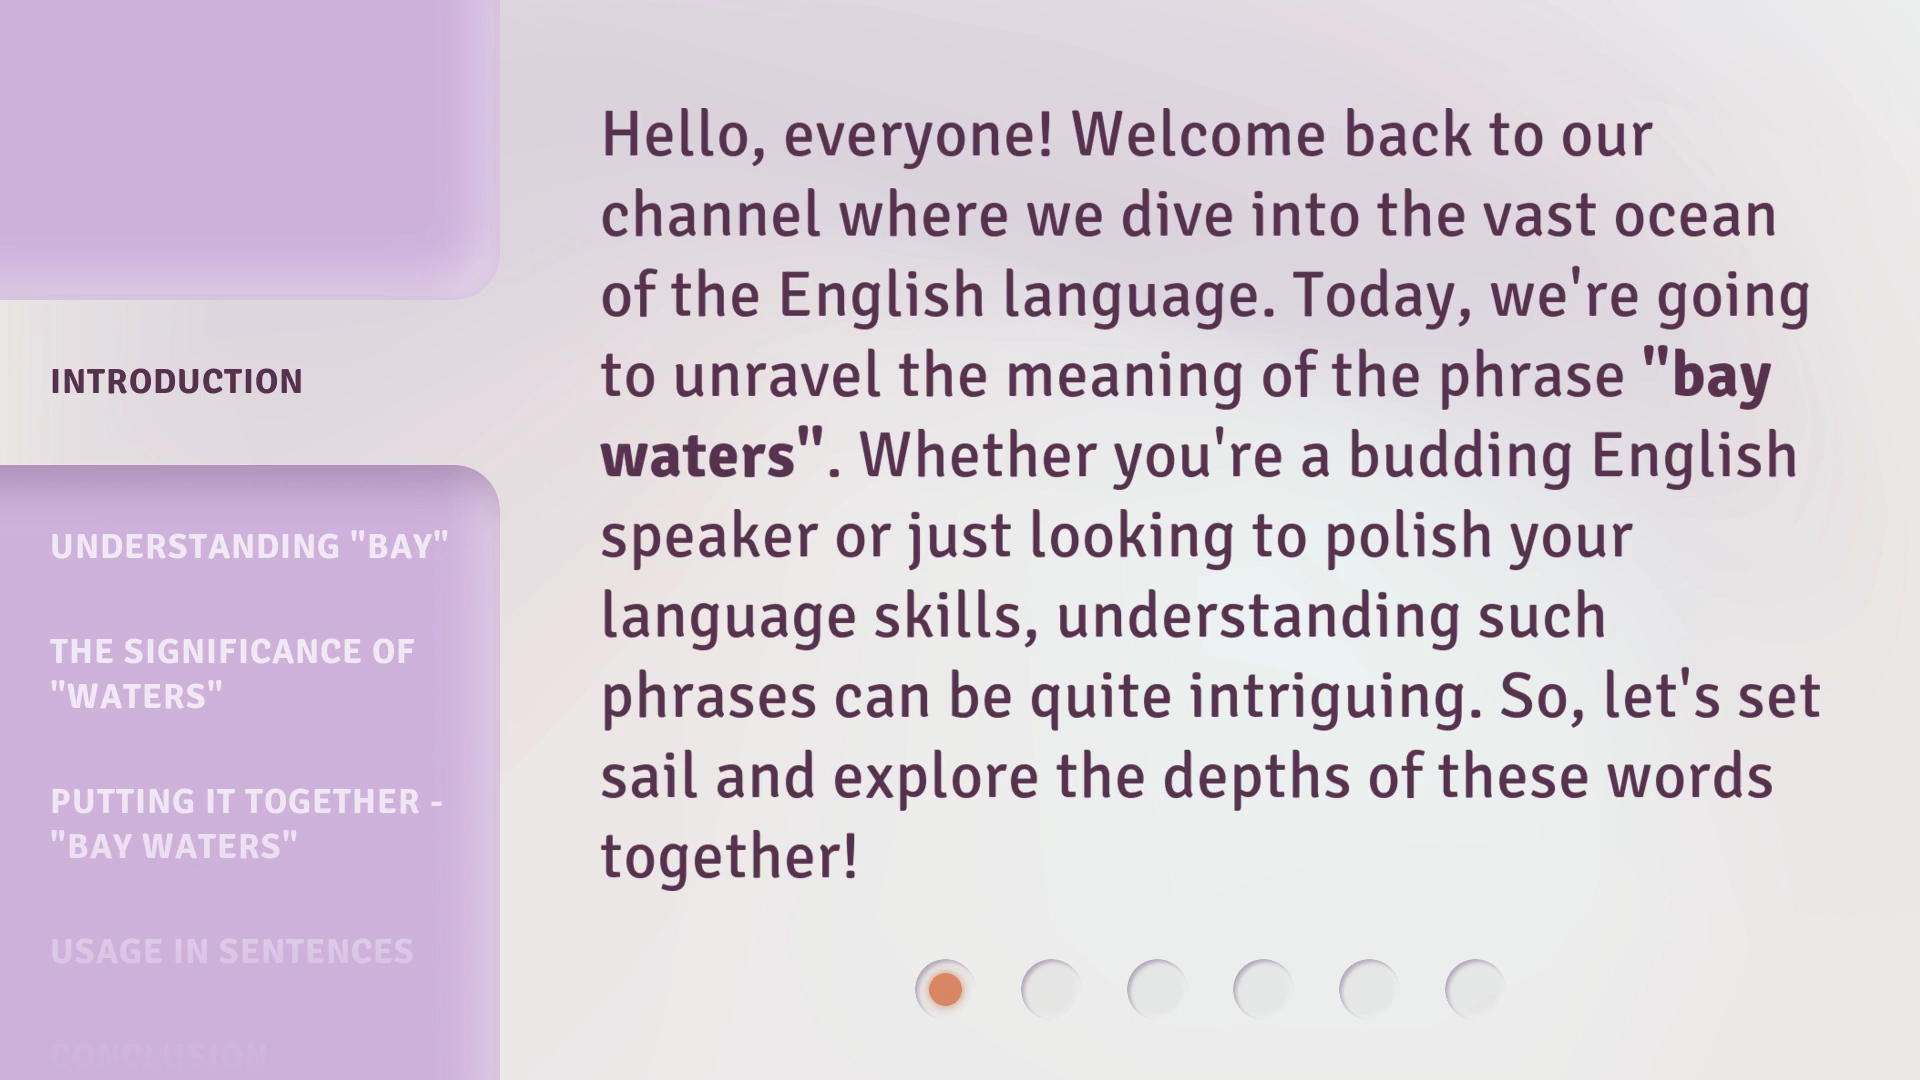 INTRODUCTION
UNDERSTANDING "BAY"
THE SIGNIFICANCE OF
"WATERS"
PUTTING IT TOGETHER -
"BAY WATERS"
USAGE IN SENTENCES
CONCLUSION
Hello, everyone! Welcome back to our
channel where we dive into the vast ocean
of the English language. Today, we're going
to unravel the meaning of the phrase "bay
waters". Whether you're a budding English
speaker or just looking to polish your
language skills, understanding such
phrases can be quite intriguing. So, let's set
sail and explore the depths of these words
together!